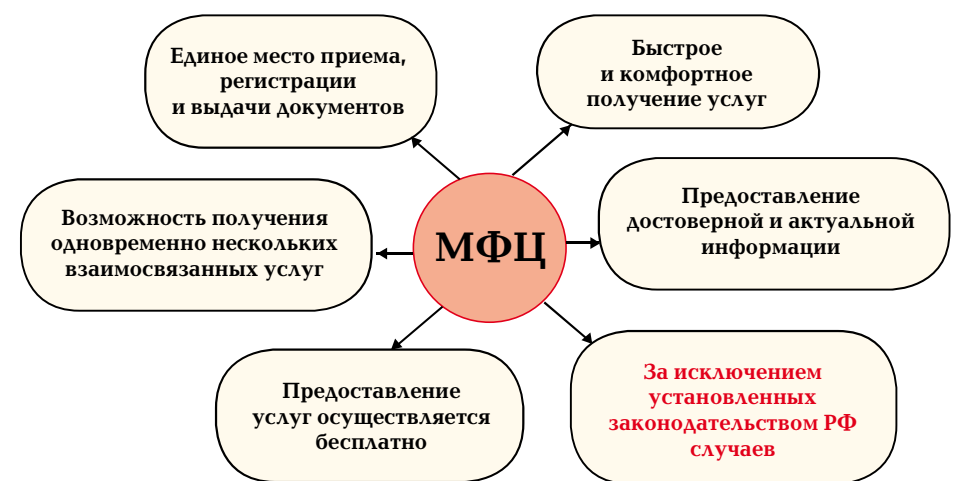 Единое место приема,
регистрации
и выдачи документов
Быстрое
и комфортное
получение услуг
Возможность получения
одновременно нескольких
взаимосвязанных услуг
МФЦ
Предоставление
достоверной и актуальной
информации
Предоставление
услуг осуществляется
бесплатно
За исключением
установленных
законодательством РФ
случаев